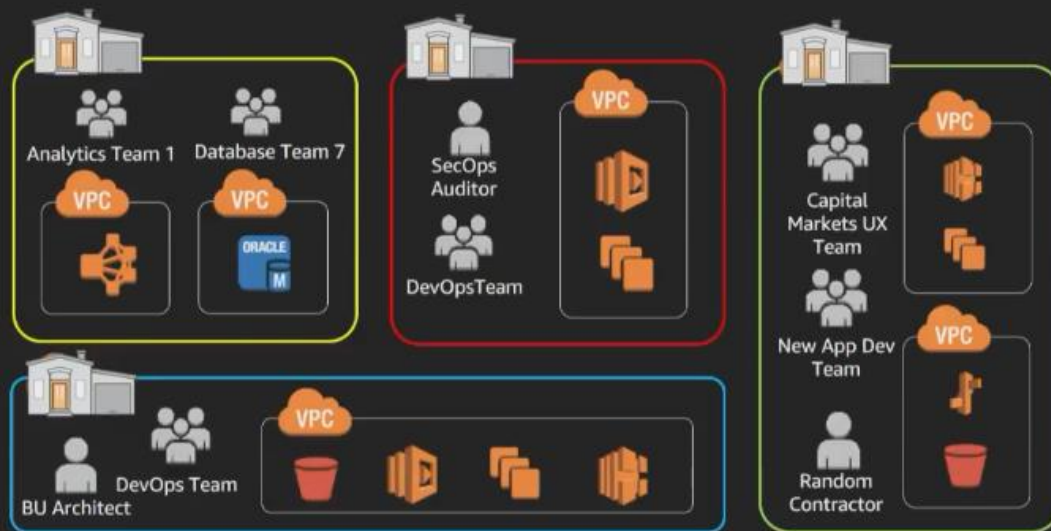 Analytics Team 1
Database Team 7
VPC
VPC
ORACLE
M
SecOps
Auditor
DevOpsTeam
VPC
Capital
Markets UX
Team
New App Dev
Team
Random
Contractor
VPC
VPC
BU Architect
DevOps Team
VPC